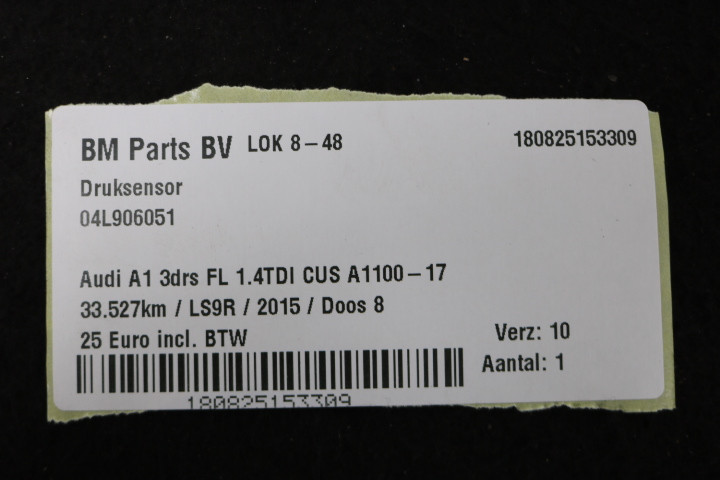 BM Parts BV LOK 8-48 180825153309
Druksensor
04L906051
Audi A1 3drs FL 1.4TDI CUS A1100-17
33.527km / LS9R / 2015 / Doos 8
25 Euro incl. BTW Verz: 10
Aantal: 1
180825153309